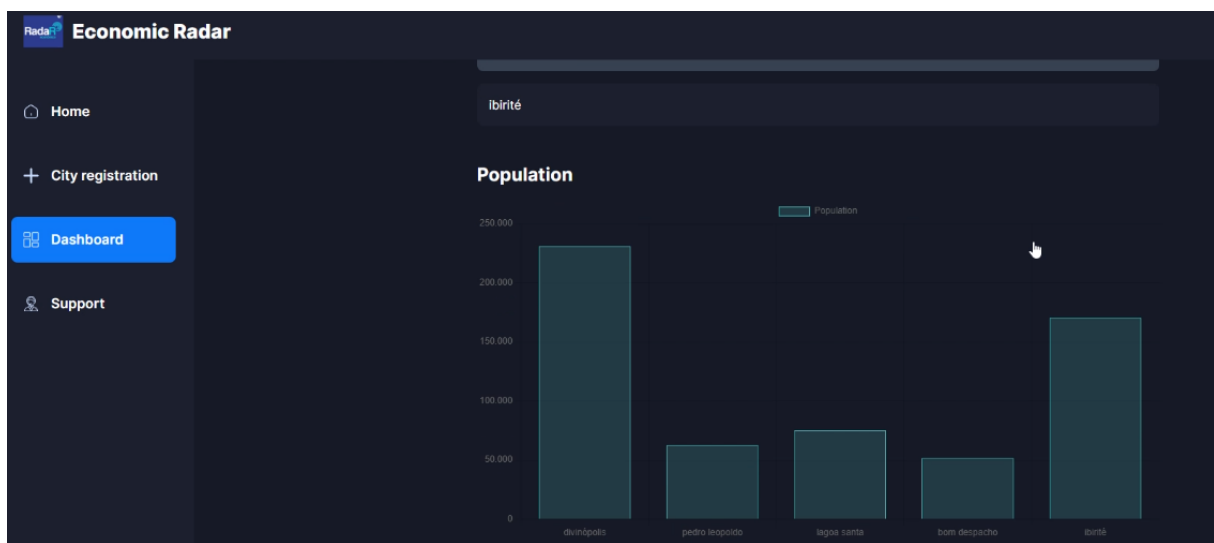 RadaR Economic Radar
Home
City registration
Dashboard
Support
ibirité
Population
Population
250.000
200.000
150.000
100.000
50.000
0
divinópolis pedro leopoldo lagoa santa bom despacho ibirité